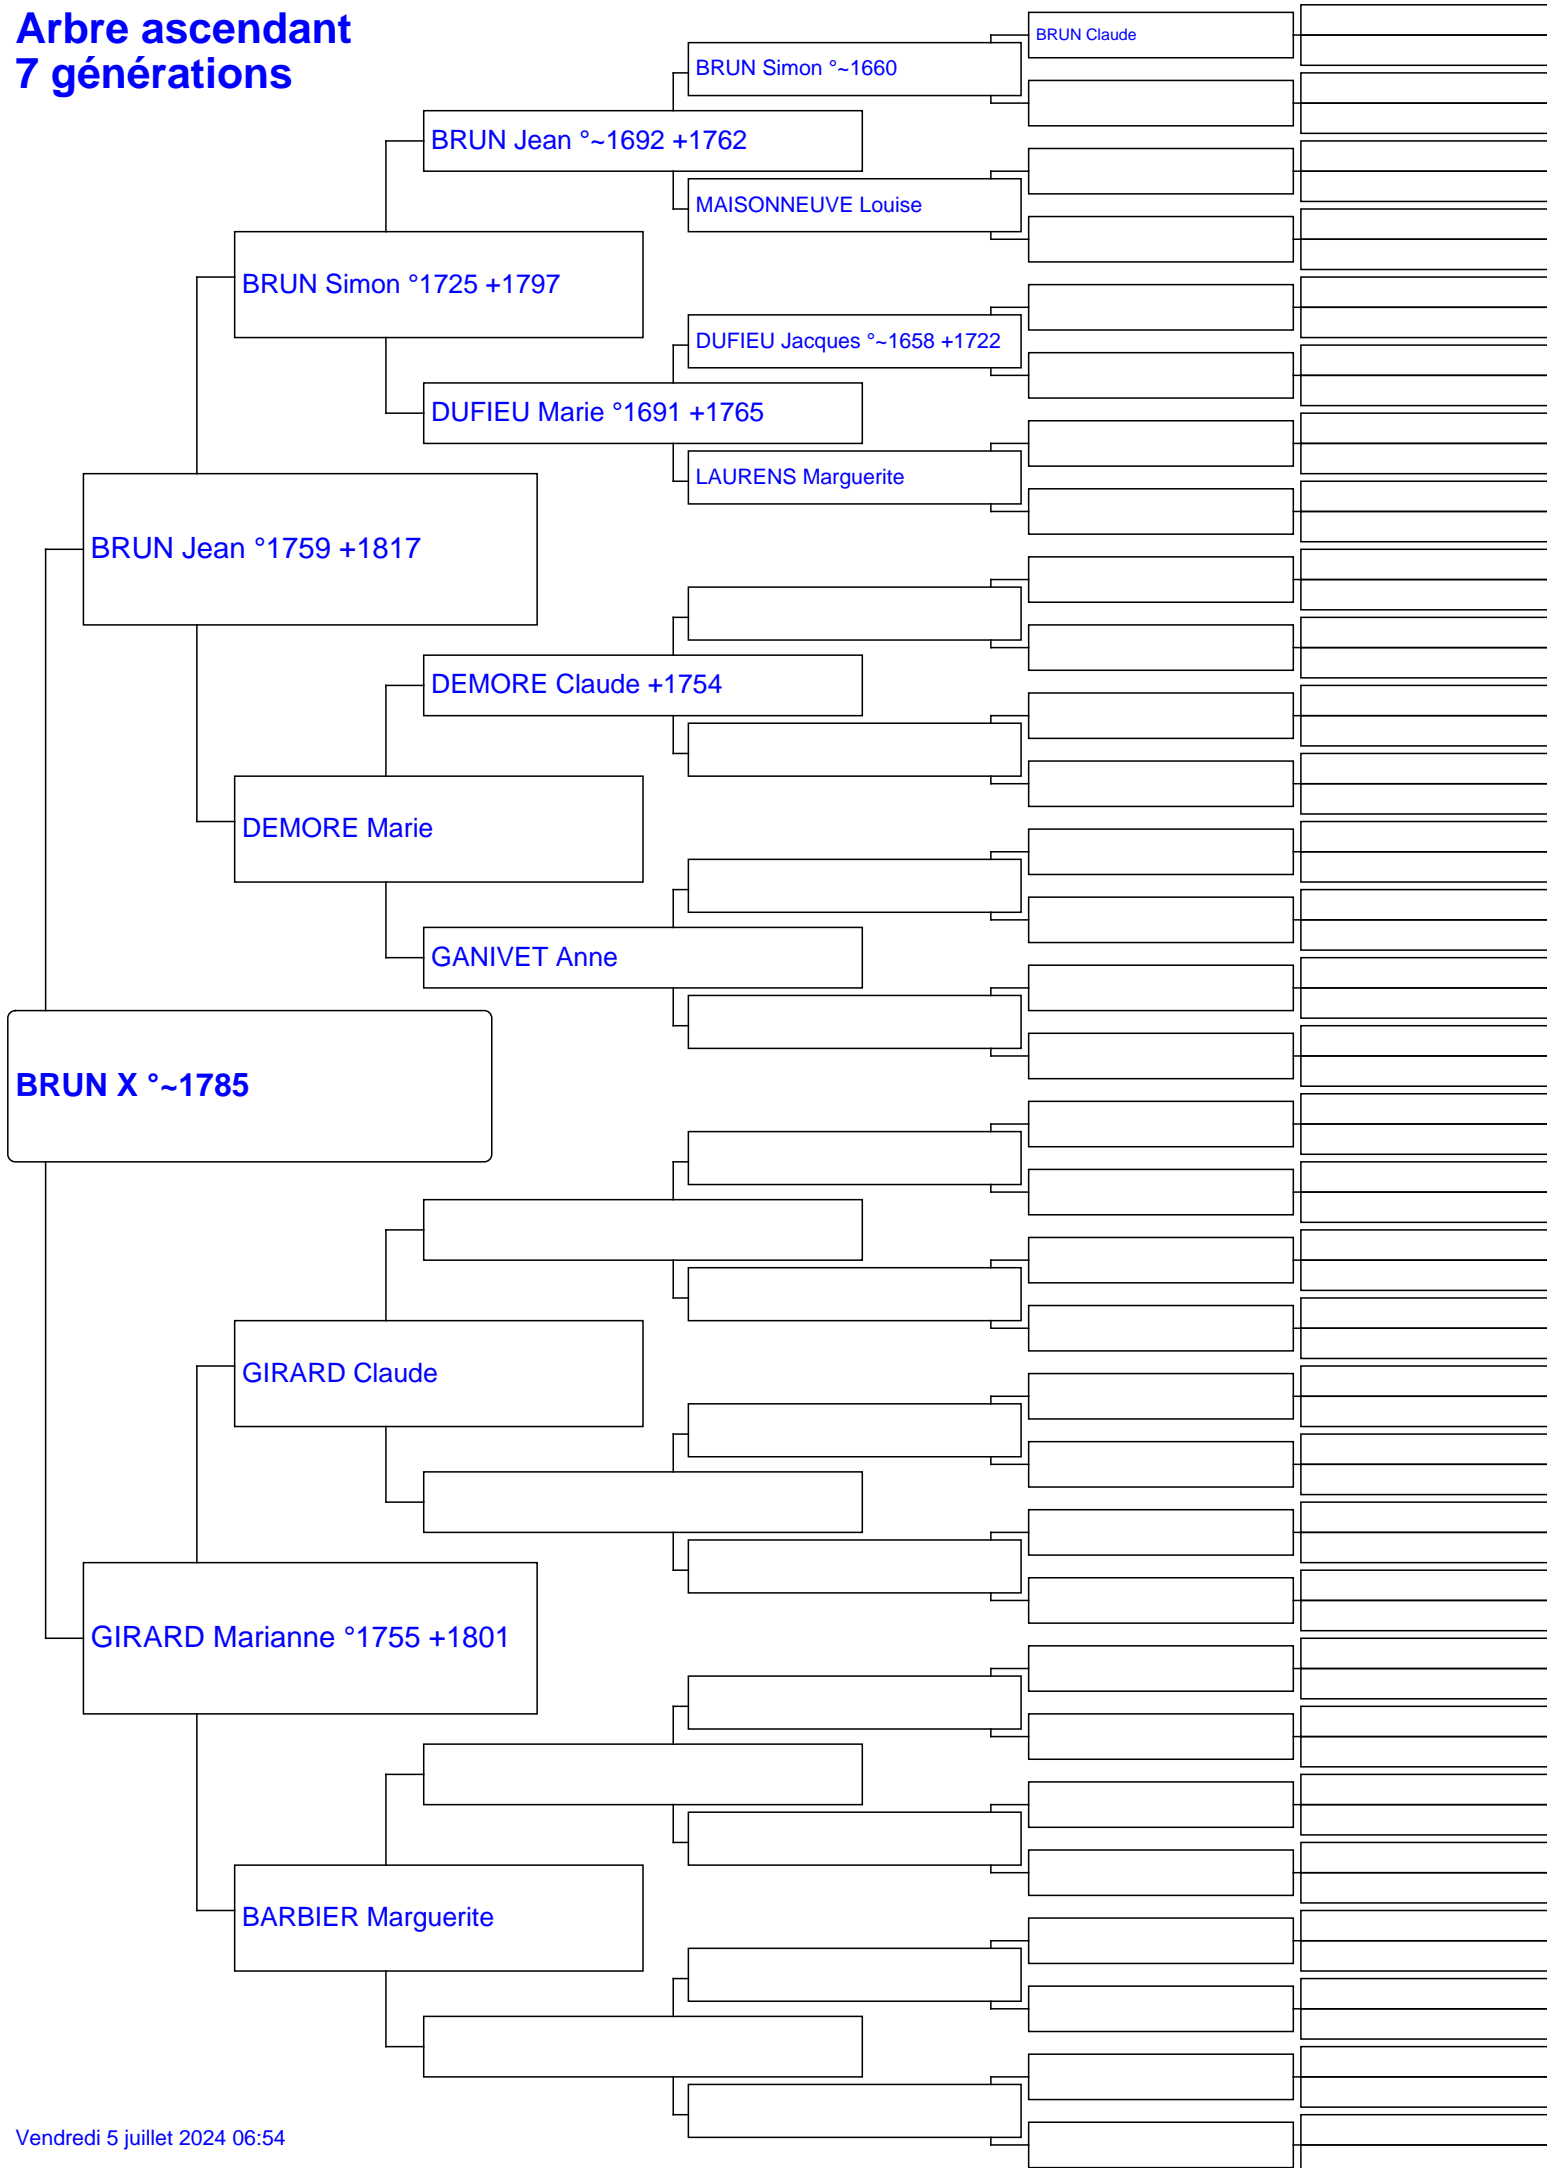 Arbre ascendant
7 générations
BRUN Claude
BRUN Simon °~1660
BRUN Jean °~1692 +1762
MAISONNEUVE Louise
BRUN Simon °1725 +1797
DUFIEU Jacques °~1658 +1722
DUFIEU Marie °1691 +1765
LAURENS Marguerite
BRUN Jean °1759 +1817
DEMORE Claude +1754
DEMORE Marie
GANIVET Anne
BRUN X °~1785
GIRARD Claude
GIRARD Marianne °1755 +1801
BARBIER Marguerite
Vendredi 5 juillet 2024 06:54